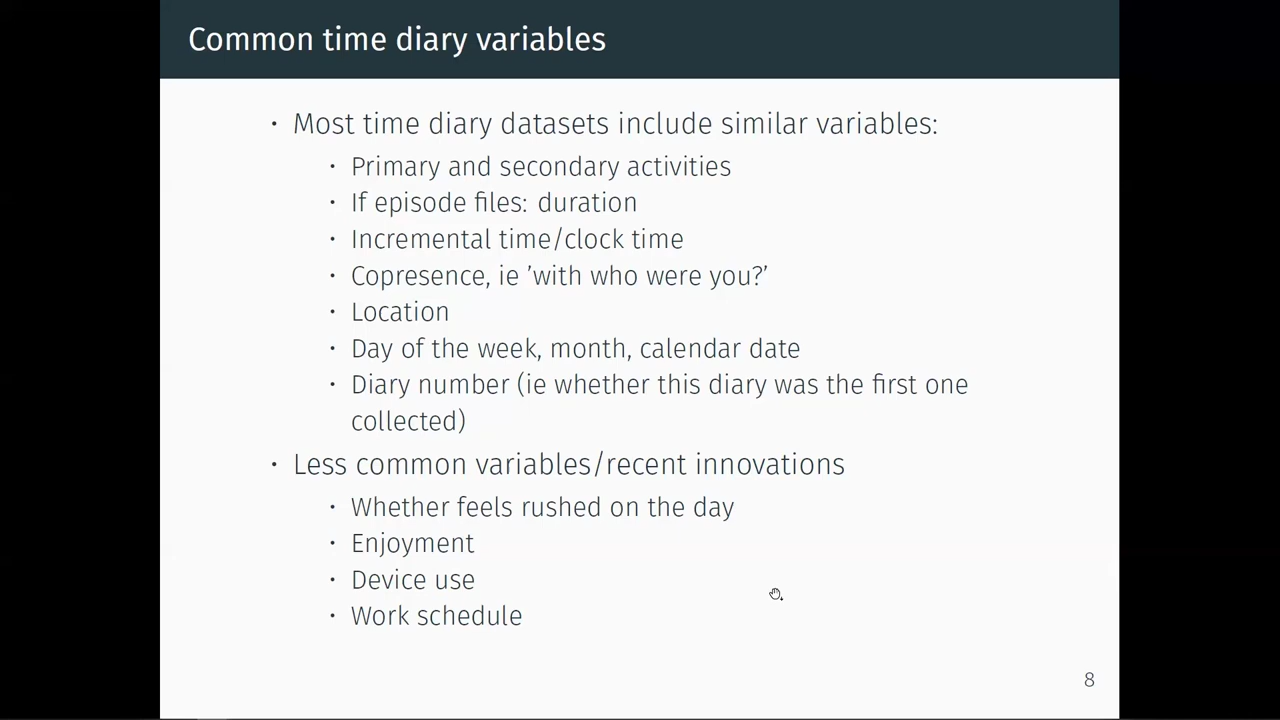 Common time diary variables
· Most time diary datasets include similar variables:
· Primary and secondary activities
· If episode files: duration
· Incremental time/clock time
· Copresence, ie ’with who were you?’
· Location
· Day of the week, month, calendar date
· Diary number (ie whether this diary was the first one
collected)
· Less common variables/recent innovations
· Whether feels rushed on the day
· Enjoyment
· Device use
· Work schedule
8